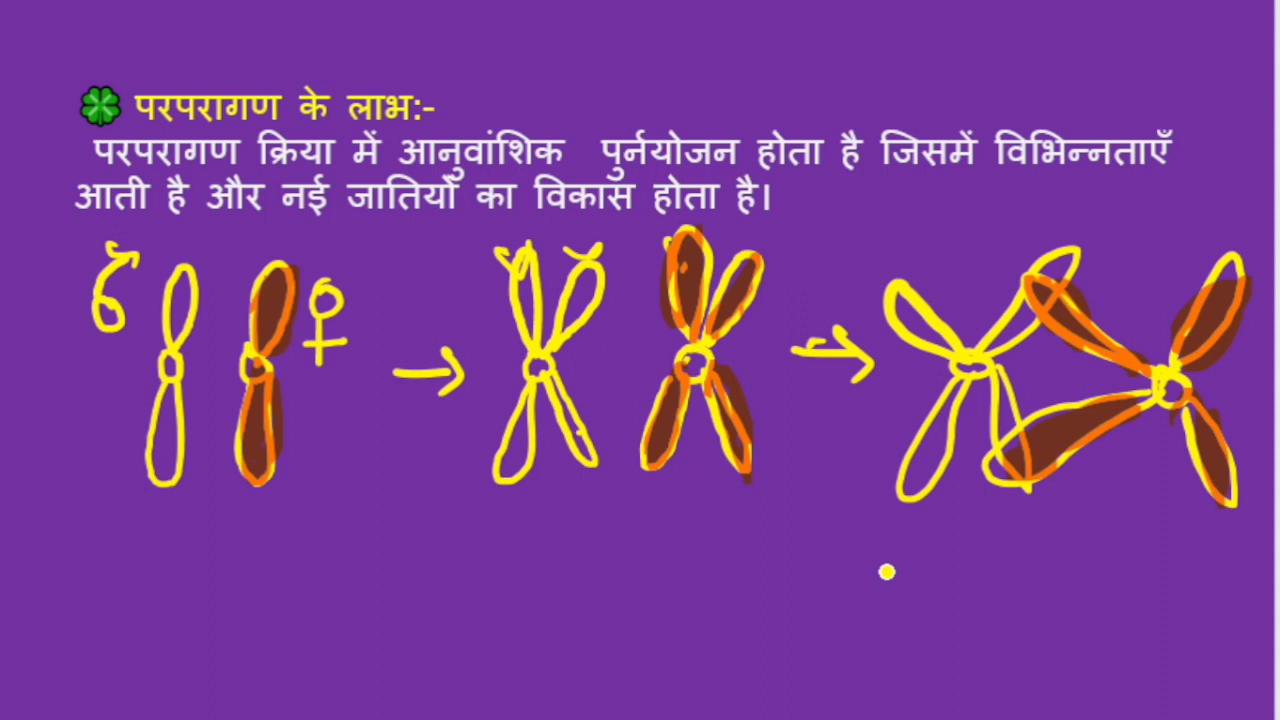 परपरागण के लाभ:-
परपरागण क्रिया में आनुवांशिक पुर्नयोजन होता है जिसमें विभिन्नताएँ
आती है और नई जातियों का विकास होता है।